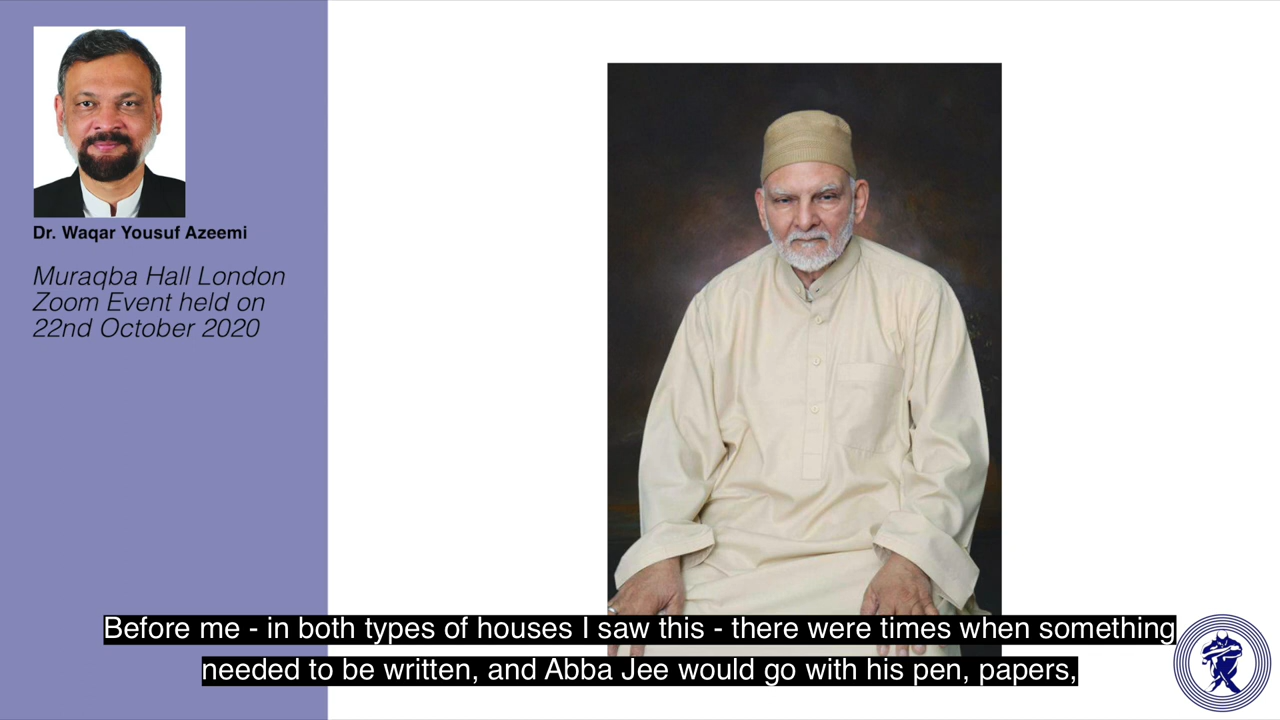 Dr. Waqar Yousuf Azeemi
Muraqba Hall London
Zoom Event held on
22nd October 2020
Before me - in both types of houses I saw this - there were times when something
needed to be written, and Abba Jee would go with his pen, papers,